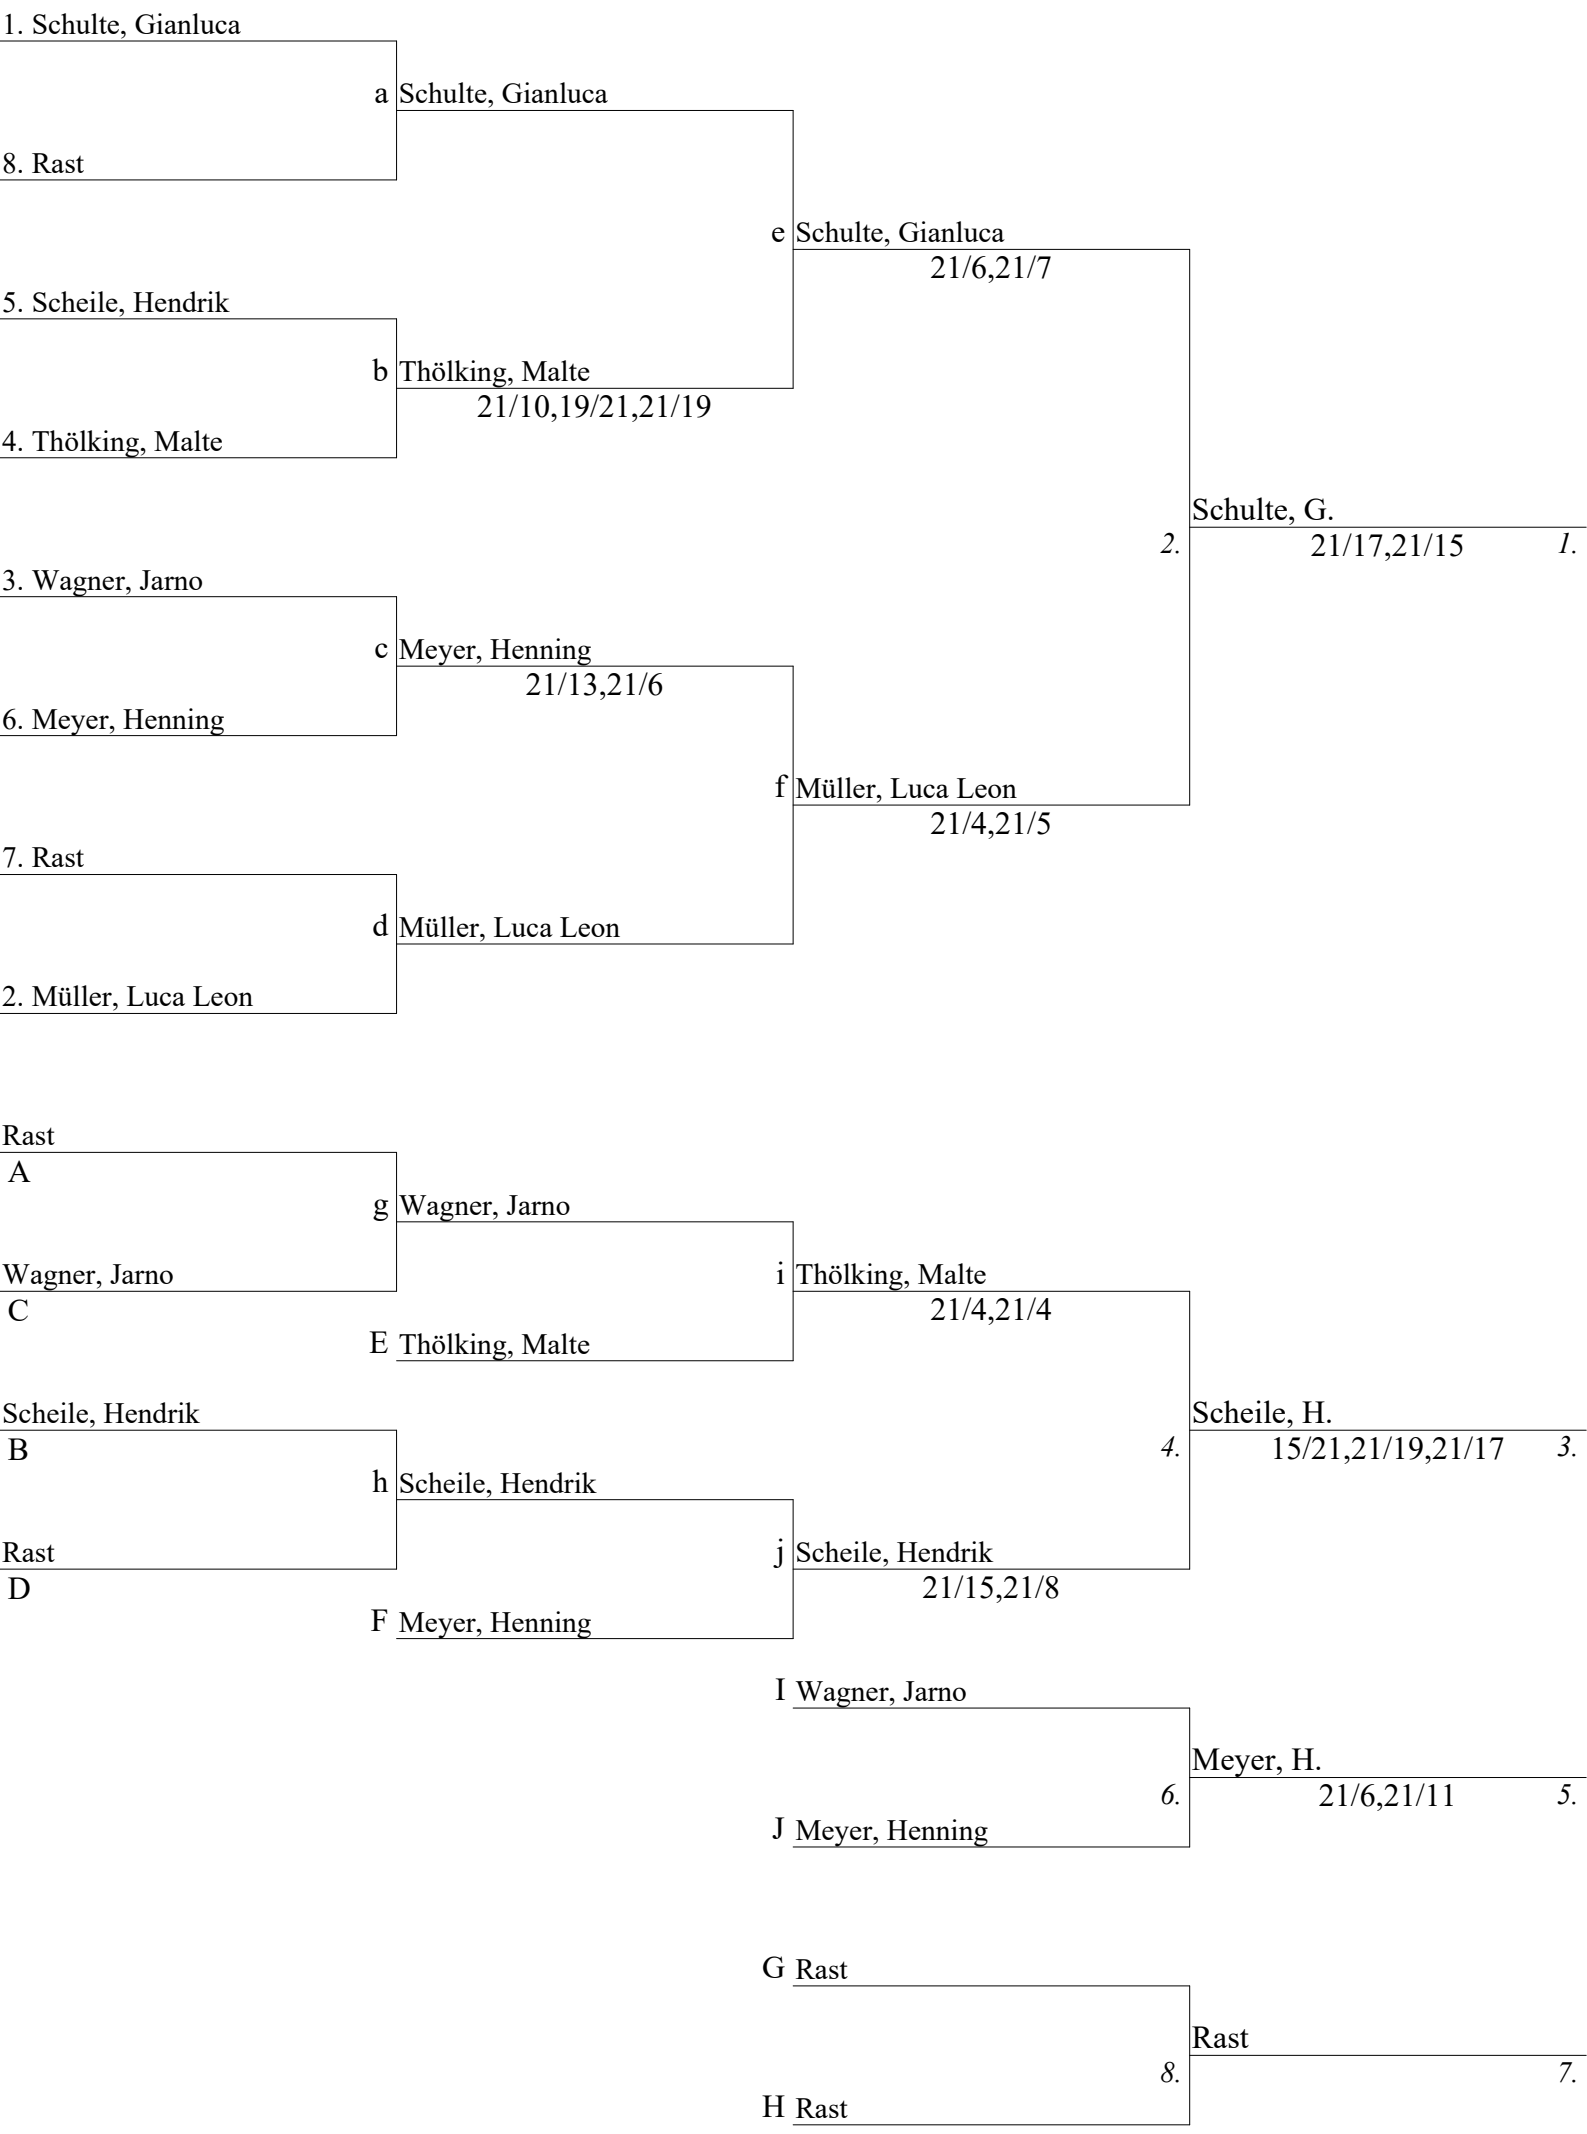 1. Schulte, Gianluca
a Schulte, Gianluca
8. Rast
e Schulte, Gianluca
21/6,21/7
5. Scheile, Hendrik
b Thölking, Malte
21/10,19/21,21/19
4. Thölking, Malte
Schulte, G.
2. 21/17,21/15 1.
3. Wagner, Jarno
c Meyer, Henning
21/13,21/6
6. Meyer, Henning
f Müller, Luca Leon
21/4,21/5
7. Rast
d Müller, Luca Leon
2. Müller, Luca Leon
Rast
A
g Wagner, Jarno
Wagner, Jarno
C
i Thölking, Malte
21/4,21/4
E Thölking, Malte
Scheile, Hendrik
B
Scheile, H.
4. 15/21,21/19,21/17 3.
h Scheile, Hendrik
Rast
D
j Scheile, Hendrik
21/15,21/8
F Meyer, Henning
I Wagner, Jarno
Meyer, H.
6. 21/6,21/11 5.
J Meyer, Henning
G Rast
Rast
8. 7.
H Rast